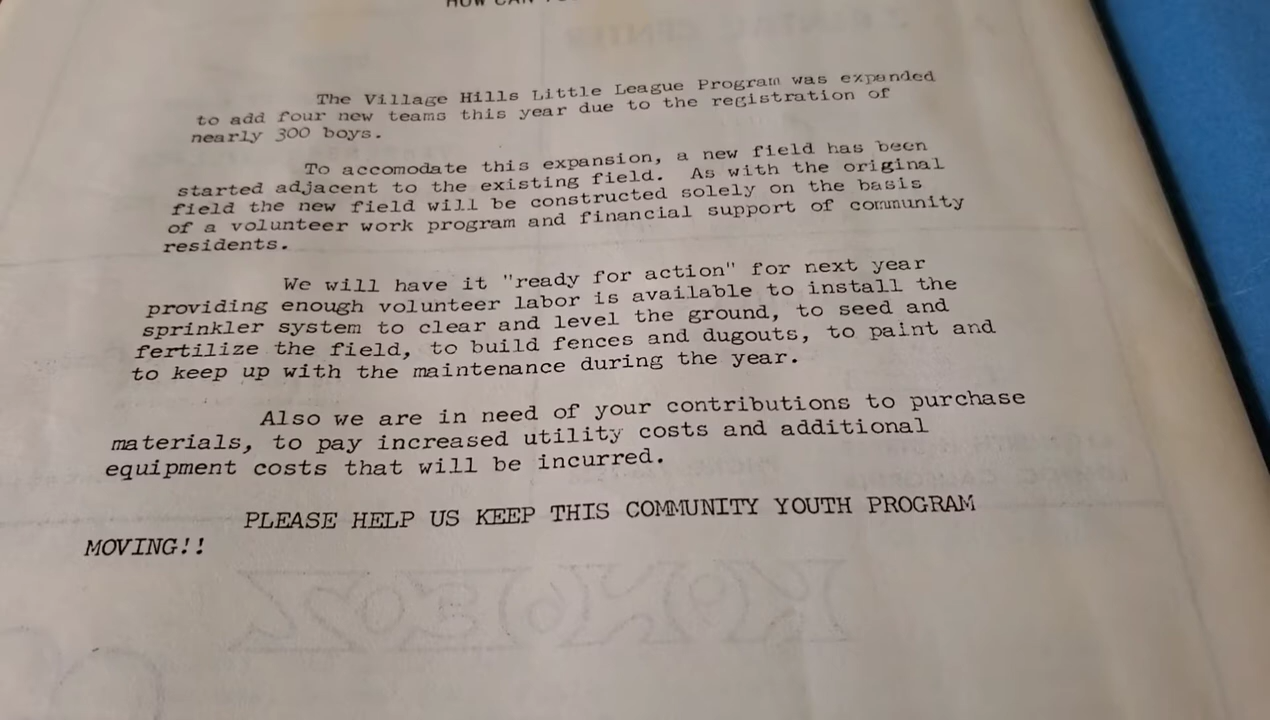 HOW CAN
The Village Hills Little League Program was expanded
to add four new teams this year due to the registration of
nearly 300 boys.
To accomodate this expansion, a new field has been
started adjacent to the existing field. As with the original
field the new field will be constructed solely on the basis
of a volunteer work program and financial support of community
residents.
We will have it "ready for action" for next year
providing enough volunteer labor is available to install the
sprinkler system to clear and level the ground, to seed and
fertilize the field, to build fences and dugouts, to paint and
to keep up with the maintenance during the year.
Also we are in need of your contributions to purchase
materials, to pay increased utility costs and additional
equipment costs that will be incurred.
PLEASE HELP US KEEP THIS COMMUNITY YOUTH PROGRAM
MOVING!!